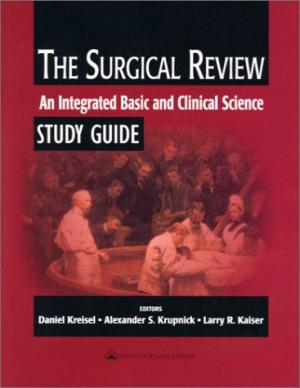 THE SURGICAL REVIEW
An Integrated Basic and Clinical Science
STUDY GUIDE
EDITORS
Daniel Kreisel • Alexander S. Krupnick • Larry R. Kaiser